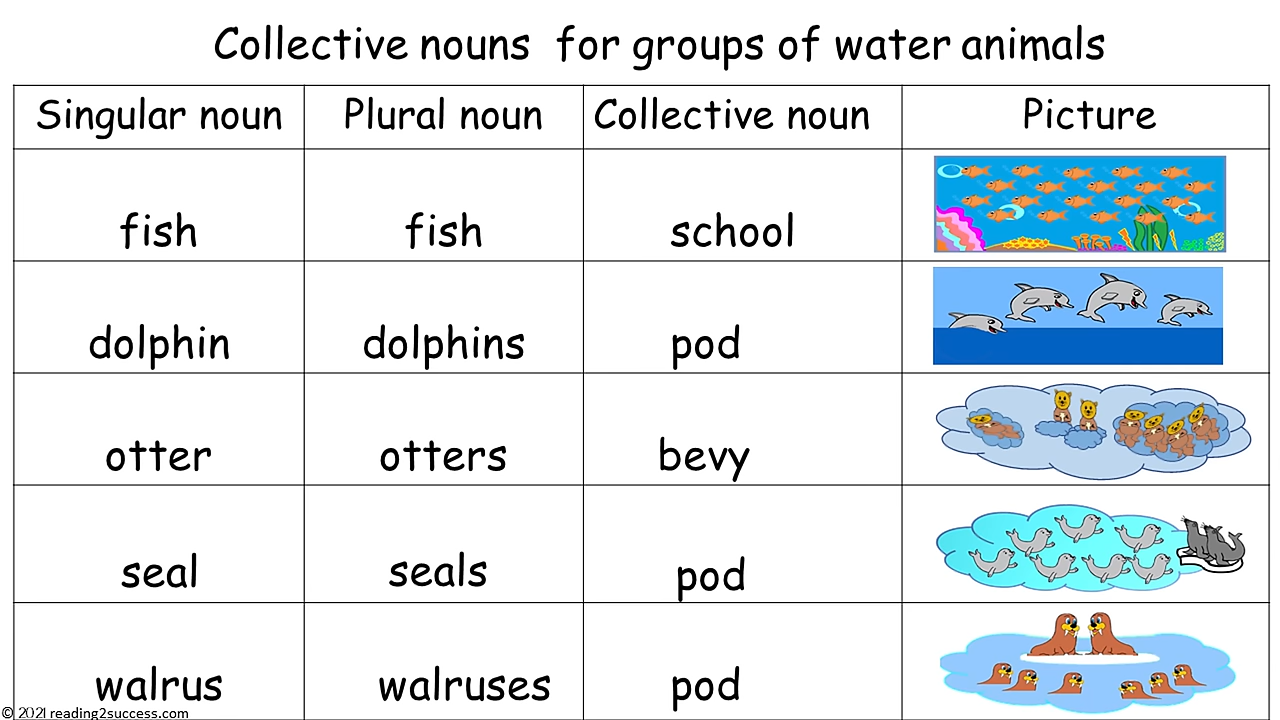 Collective nouns for groups of water animals
Singular noun Plural noun Collective noun Picture
fish fish school
dolphin dolphins pod
otter otters bevy
seal seals pod
walrus walruses pod
© 2021 reading2success.com